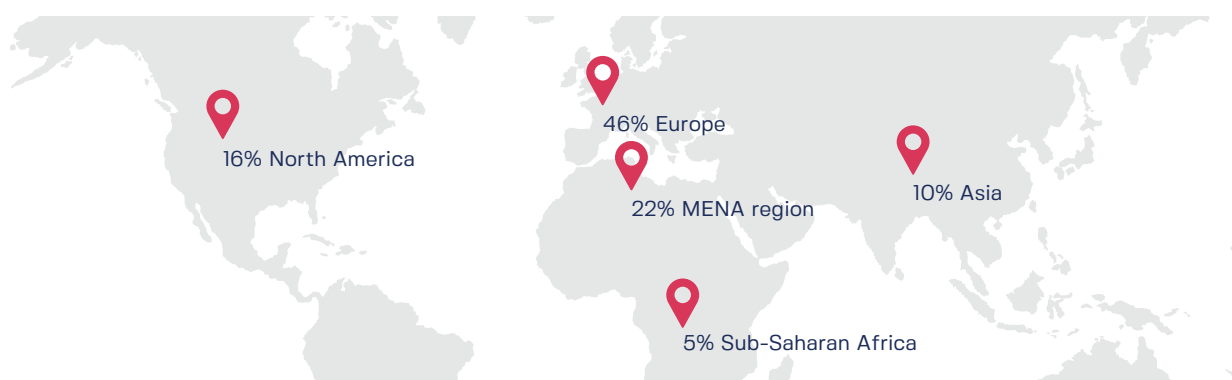 46% Europe
16% North America
10% Asia
22% MENA region
5% Sub-Saharan Africa